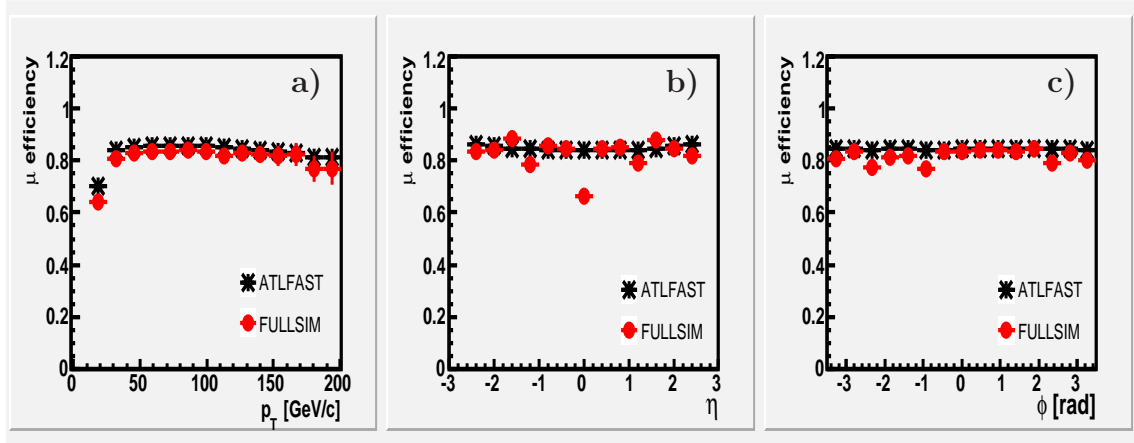 a)
μ efficiency
1.2
1
0.8
0.6
0.4
0.2
0
ATLFAST
FULLSIM
0 50 100 150 200
p_T [GeV/c]
b)
μ efficiency
1.2
1
0.8
0.6
0.4
0.2
0
ATLFAST
FULLSIM
-3 -2 -1 0 1 2 3
η
c)
μ efficiency
1.2
1
0.8
0.6
0.4
0.2
0
ATLFAST
FULLSIM
-3 -2 -1 0 1 2 3
ϕ [rad]